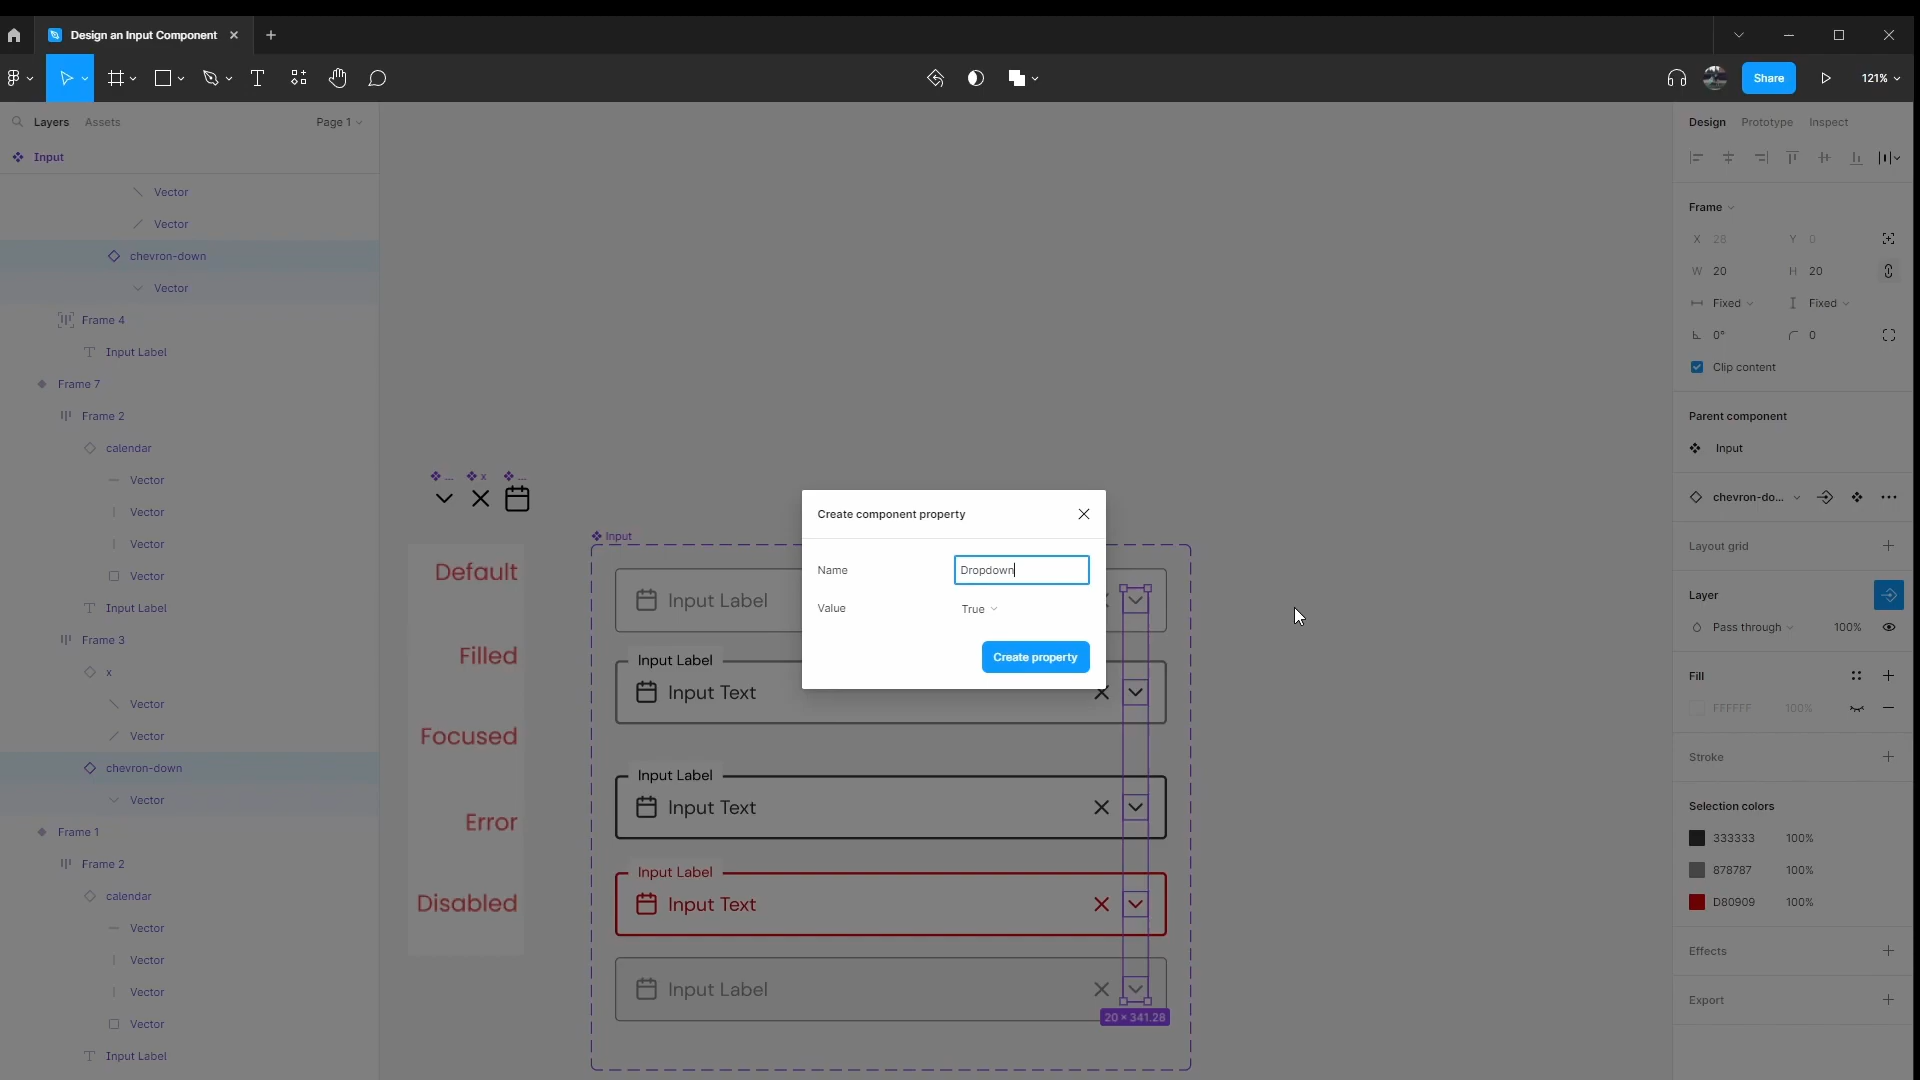 Design an Input Component
Share
121%
Layers
Assets
Page 1
Input
Vector
Vector
chevron-down
Vector
Frame 4
Input Label
Frame 7
Frame 2
calendar
Vector
Vector
Vector
Vector
Input Label
Frame 3
x
Vector
Vector
chevron-down
Vector
Frame 1
Frame 2
calendar
Vector
Vector
Vector
Vector
Input Label
... x ...
Default
Filled
Focused
Error
Disabled
Input
Input Label
Input Label
Input Text
Input Label
Input Text
Input Label
Input Text
Input Label
20 × 341.28
Create component property
Name
Dropdown
Value
True
Create property
Design
Prototype
Inspect
Frame
X 28
Y 0
W 20
H 20
Fixed
Fixed
0°
0
Clip content
Parent component
Input
chevron-do...
Layout grid
Layer
Pass through
100%
Fill
FFFFFF
100%
Stroke
Selection colors
333333
100%
878787
100%
D80909
100%
Effects
Export